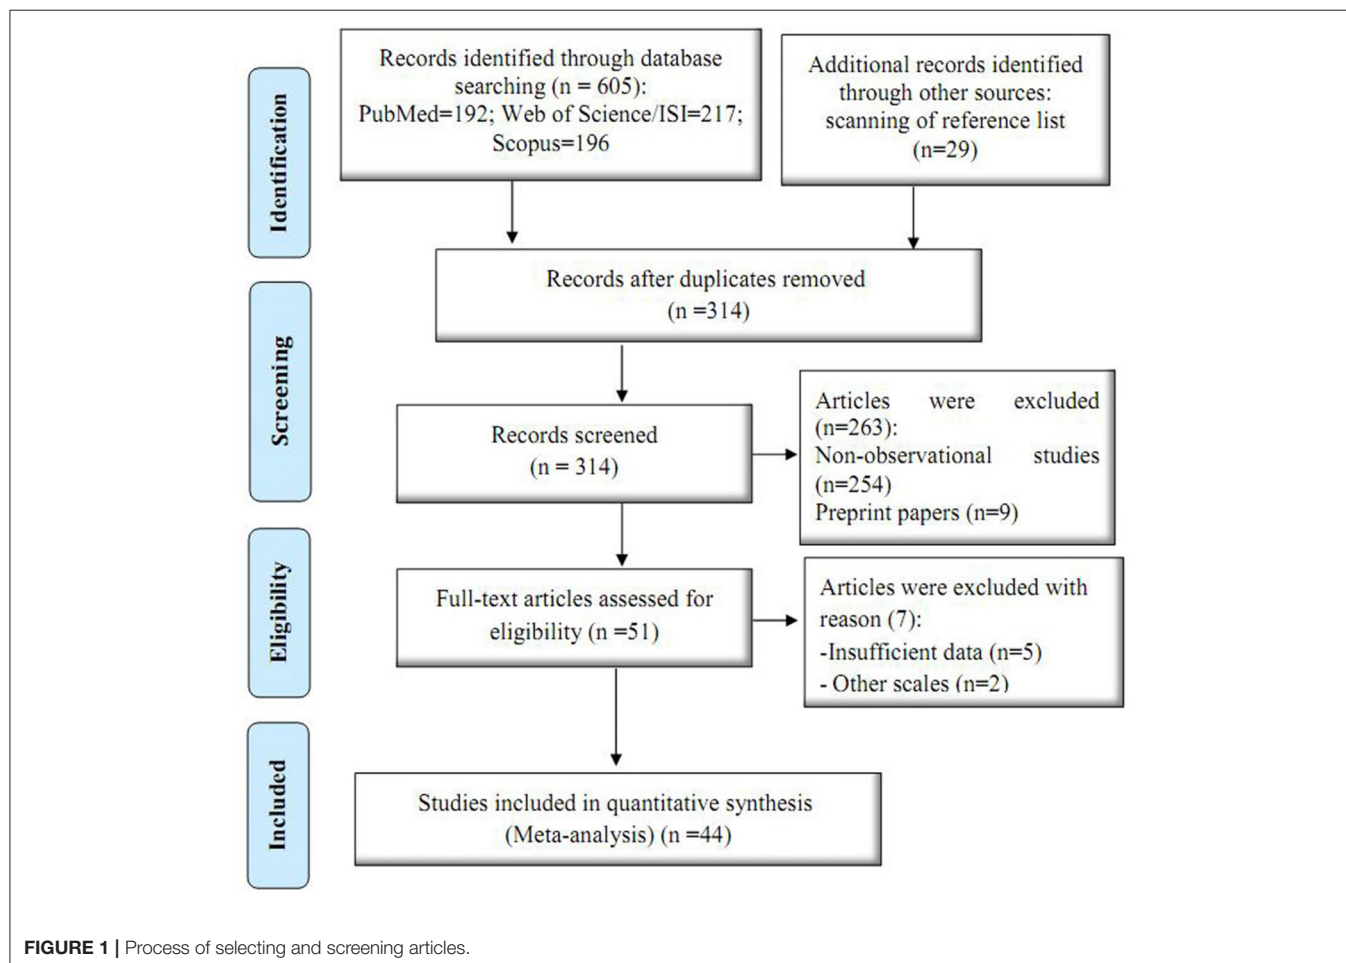 Identification
Records identified through database
searching (n = 605):
PubMed=192; Web of Science/ISI=217;
Scopus=196
Additional records identified
through other sources:
scanning of reference list
(n=29)
Records after duplicates removed
(n =314)
Screening
Records screened
(n = 314)
Articles were excluded
(n=263):
Non-observational studies
(n=254)
Preprint papers (n=9)
Eligibility
Full-text articles assessed for
eligibility (n =51)
Articles were excluded with
reason (7):
-Insufficient data (n=5)
- Other scales (n=2)
Included
Studies included in quantitative synthesis
(Meta-analysis) (n =44)
FIGURE 1 | Process of selecting and screening articles.